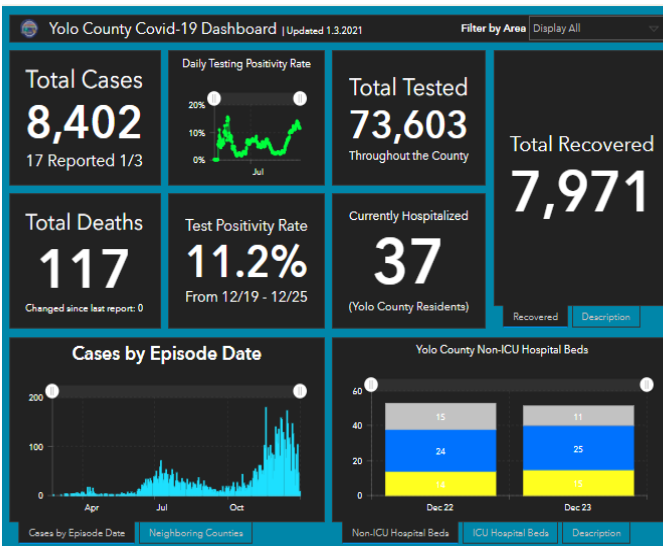 Yolo County Covid-19 Dashboard | Updated 1.3.2021
Filter by Area Display All
Total Cases
8,402
17 Reported 1/3
Daily Testing Positivity Rate
20%
10%
0%
Jul
Total Tested
73,603
Throughout the County
Total Recovered
7,971
Recovered Description
Total Deaths
117
Changed since last report: 0
Test Positivity Rate
11.2%
From 12/19 - 12/25
Currently Hospitalized
37
(Yolo County Residents)
Cases by Episode Date
200
100
0
Apr Jul Oct
Cases by Episode Date Neighboring Counties
Yolo County Non-ICU Hospital Beds
60
40
20
0
15 11
24 25
14 15
Dec 22 Dec 23
Non-ICU Hospital Beds ICU Hospital Beds Description